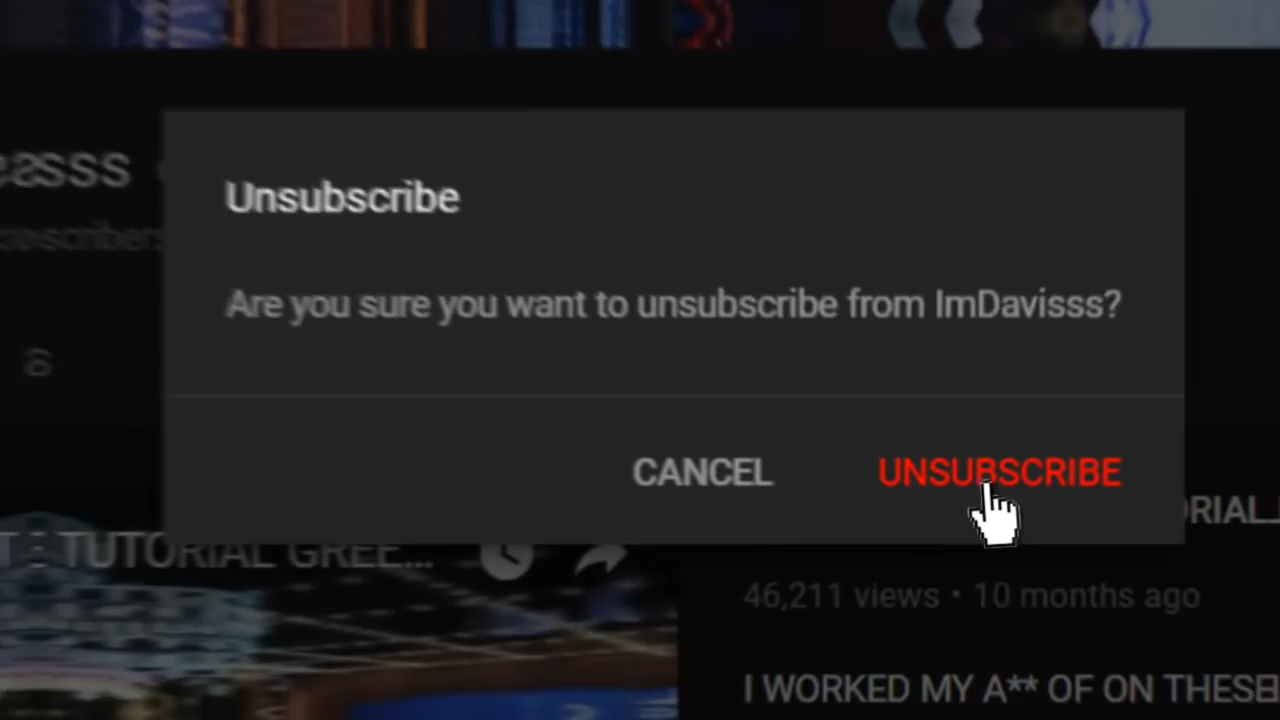 Unsubscribe
Are you sure you want to unsubscribe from ImDavisss?
CANCEL
UNSUBSCRIBE
TUTORIAL GREE...
46,211 views • 10 months ago
I WORKED MY A** OF ON THESE